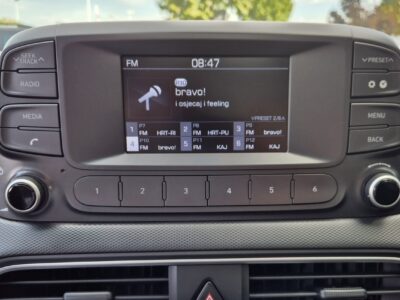 FM 08:47
SEEK
TRACK
RADIO
MEDIA
RDS
bravo!
i osjecaj i feeling
PRESET 2/6
1 P7 FM HRT-RI 2 P8 FM HRT-PU 3 P9 FM bravo!
4 P10 FM bravo! 5 P11 FM KAJ 6 P12 FM KAJ
PRESET
MENU
BACK
1 2 3 4 5 6